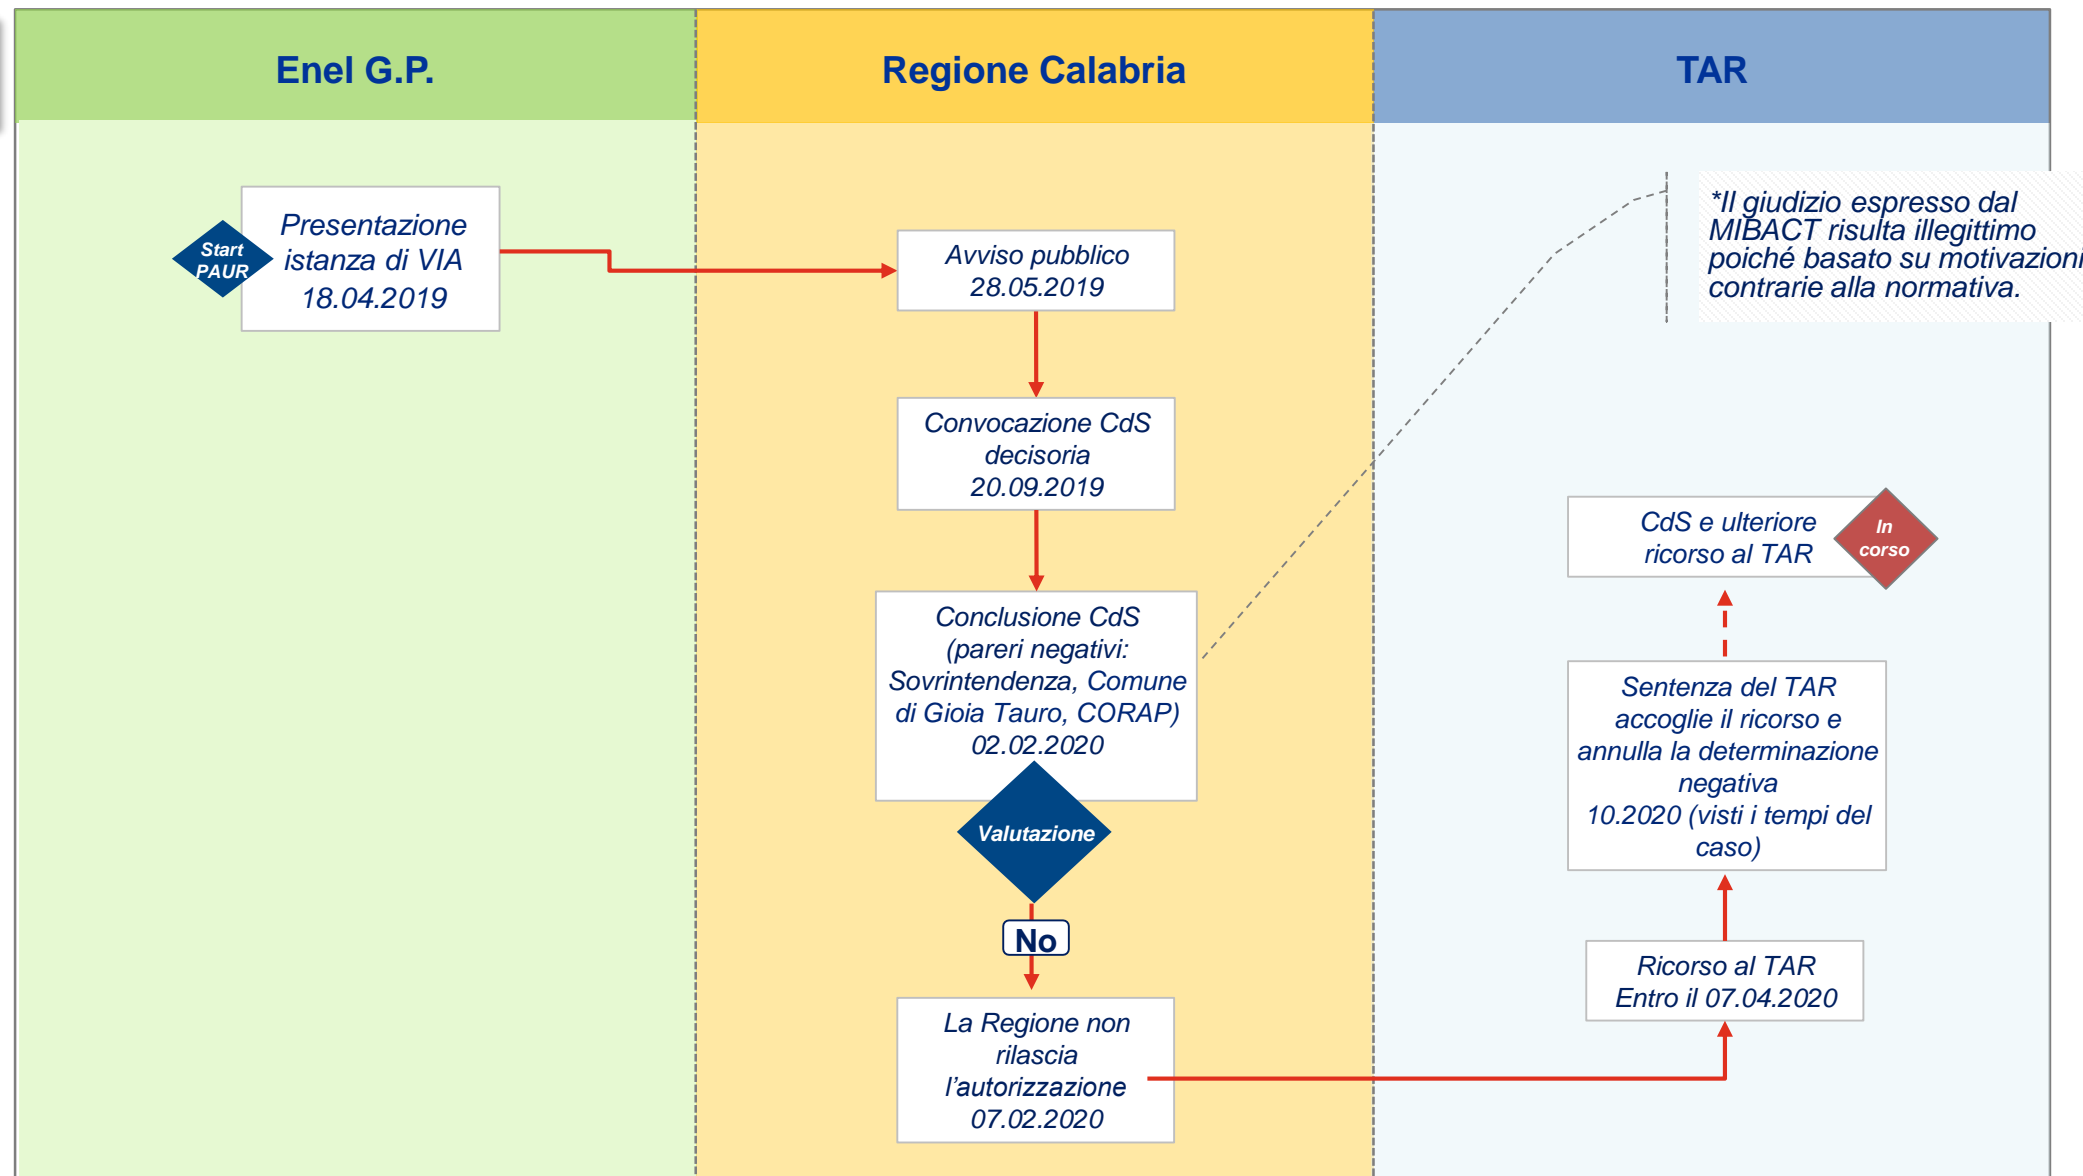 Enel G.P.
Regione Calabria
TAR
Start
PAUR
Presentazione
istanza di VIA
18.04.2019
Avviso pubblico
28.05.2019
Convocazione CdS
decisoria
20.09.2019
Conclusione CdS
(pareri negativi:
Sovrintendenza, Comune
di Gioia Tauro, CORAP)
02.02.2020
Valutazione
No
La Regione non
rilascia
l’autorizzazione
07.02.2020
*Il giudizio espresso dal
MIBACT risulta illegittimo
poiché basato su motivazioni
contrarie alla normativa.
CdS e ulteriore
ricorso al TAR
In
corso
Sentenza del TAR
accoglie il ricorso e
annulla la determinazione
negativa
10.2020 (visti i tempi del
caso)
Ricorso al TAR
Entro il 07.04.2020